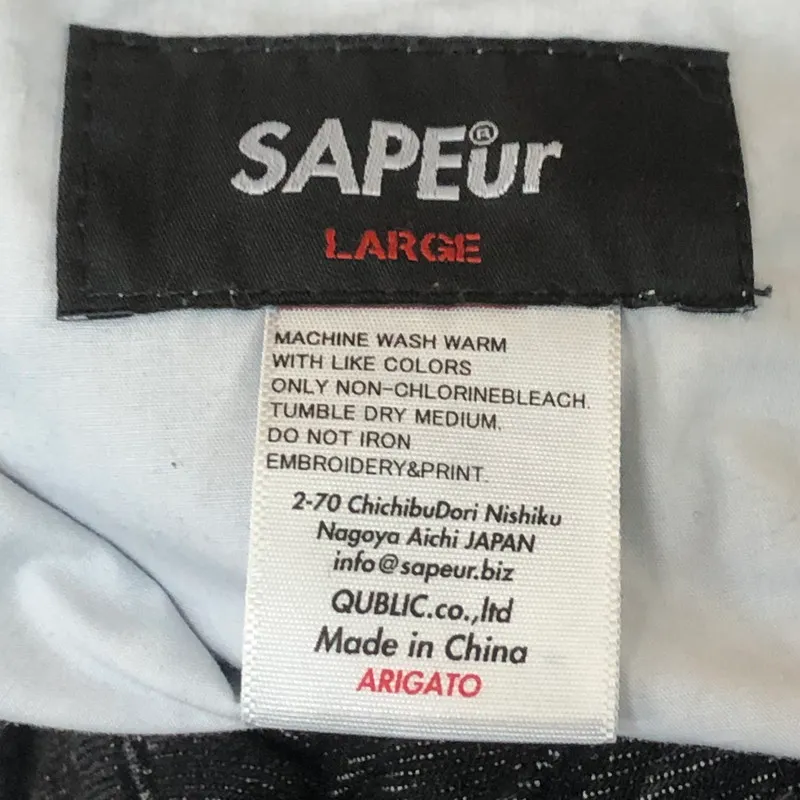 SAPEur®
LARGE
MACHINE WASH WARM
WITH LIKE COLORS
ONLY NON-CHLORINEBLEACH.
TUMBLE DRY MEDIUM.
DO NOT IRON
EMBROIDERY&PRINT.
2-70 ChichibuDori Nishiku
Nagoya Aichi JAPAN
info@sapeur.biz
QUBLIC.co.,ltd
Made in China
ARIGATO